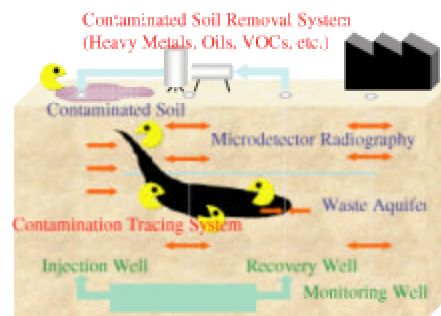 Contaminated Soil Removal System
(Heavy Metals, Oils, VOCs, etc.)
Contaminated Soil
Microdetector Radiography
Waste Aquifer
Contamination Tracing System
Injection Well
Recovery Well
Monitoring Well